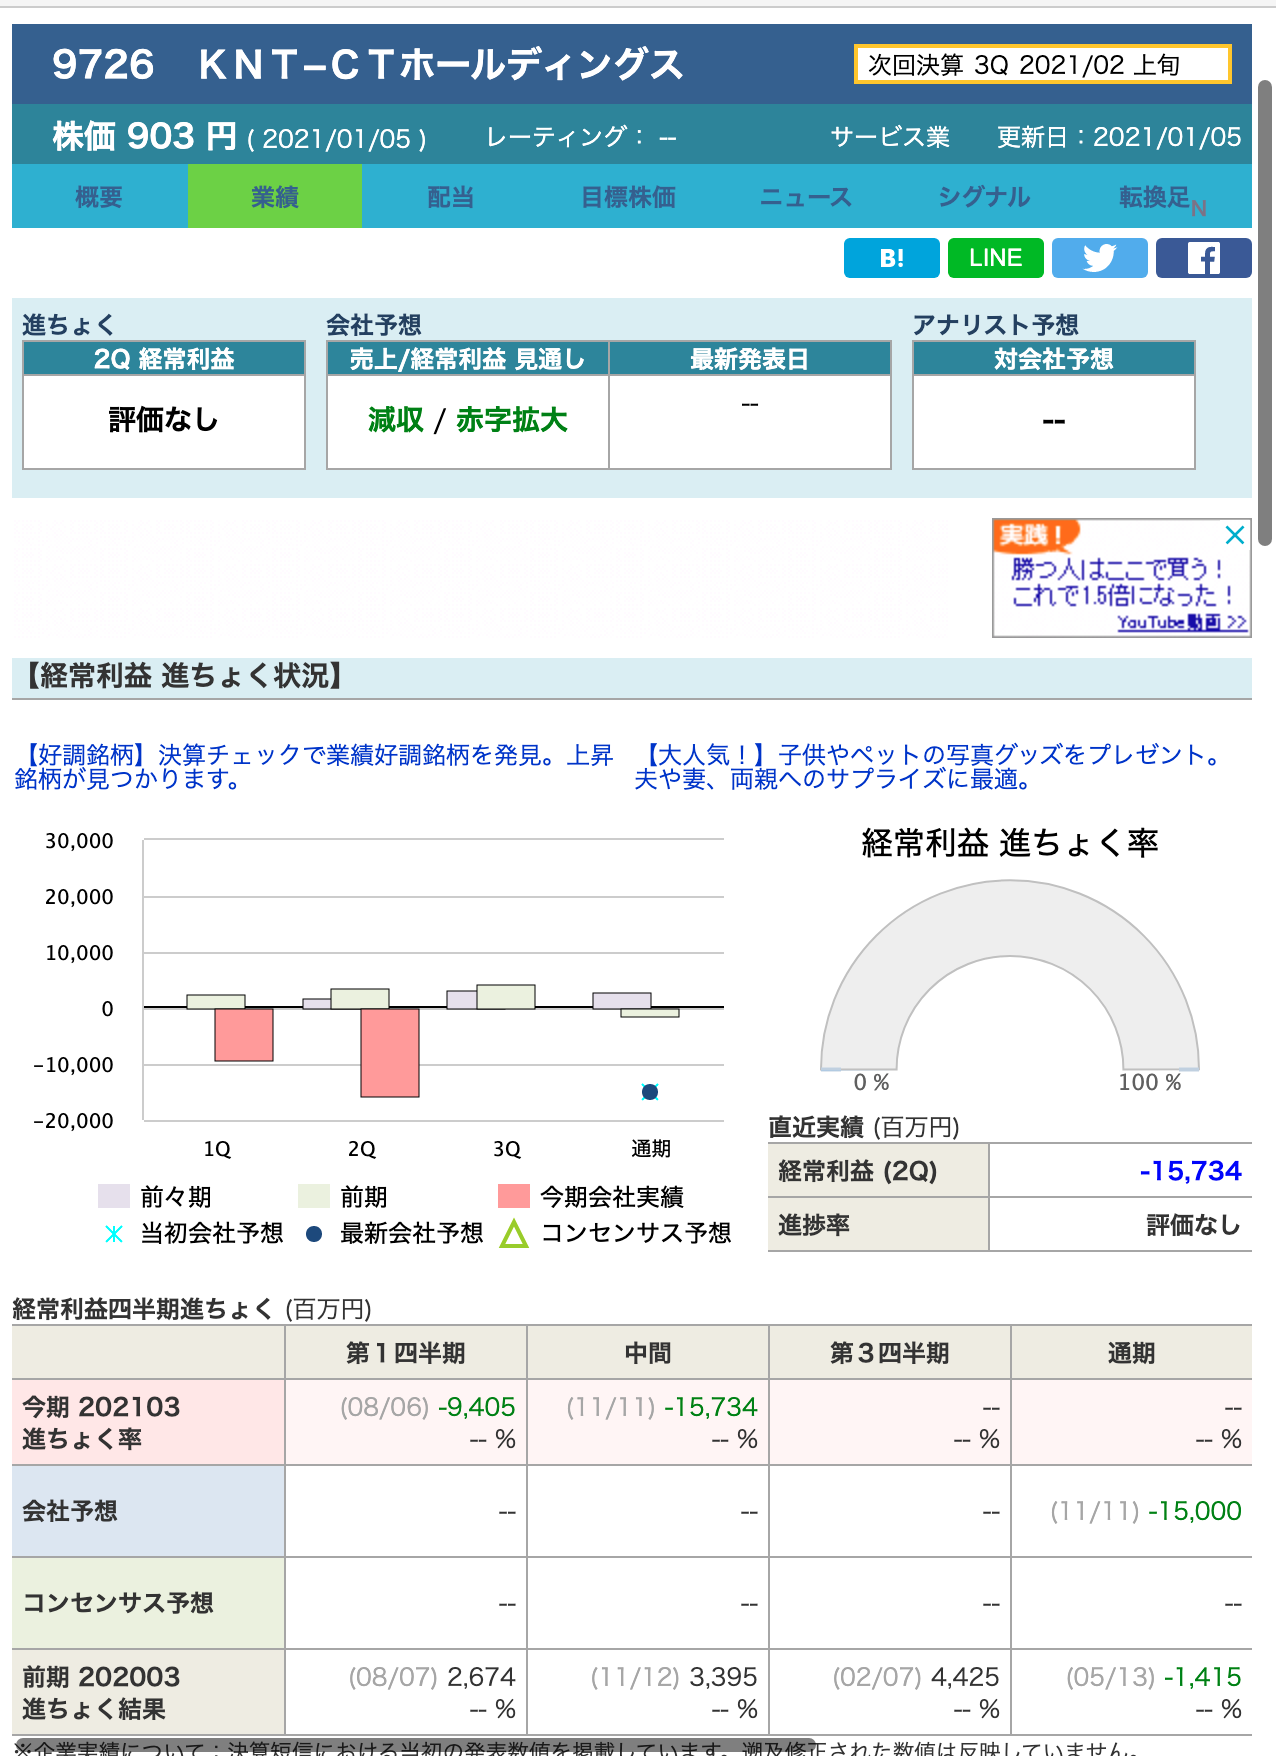 9726　ＫＮＴ−ＣＴホールディングス
次回決算 3Q 2021/02 上旬
株価 903 円 ( 2021/01/05 )　レーティング： --　サービス業　更新日：2021/01/05
概要　業績　配当　目標株価　ニュース　シグナル　転換足N
B!　LINE
進ちょく　会社予想　アナリスト予想
2Q 経常利益　売上/経常利益 見通し　最新発表日　対会社予想
評価なし　減収 / 赤字拡大　--　--
実践！
勝つ人はここで買う！
これで1.5倍になった！
YouTube動画 >>
【経常利益 進ちょく状況】
【好調銘柄】決算チェックで業績好調銘柄を発見。上昇
銘柄が見つかります。
【大人気！】子供やペットの写真グッズをプレゼント。
夫や妻、両親へのサプライズに最適。
30,000
20,000
10,000
0
-10,000
-20,000
1Q　2Q　3Q　通期
前々期　前期　今期会社実績
当初会社予想　最新会社予想　コンセンサス予想
経常利益 進ちょく率
0 %　100 %
直近実績 (百万円)
経常利益 (2Q)　-15,734
進捗率　評価なし
経常利益四半期進ちょく (百万円)
第１四半期　中間　第３四半期　通期
今期 202103　(08/06) -9,405　(11/11) -15,734　--　--
進ちょく率　-- %　-- %　-- %　-- %
会社予想　--　--　--　(11/11) -15,000
コンセンサス予想　--　--　--　--
前期 202003　(08/07) 2,674　(11/12) 3,395　(02/07) 4,425　(05/13) -1,415
進ちょく結果　-- %　-- %　-- %　-- %
※企業実績について：決算短信における当初の発表数値を掲載しています。遡及修正された数値は反映していません。